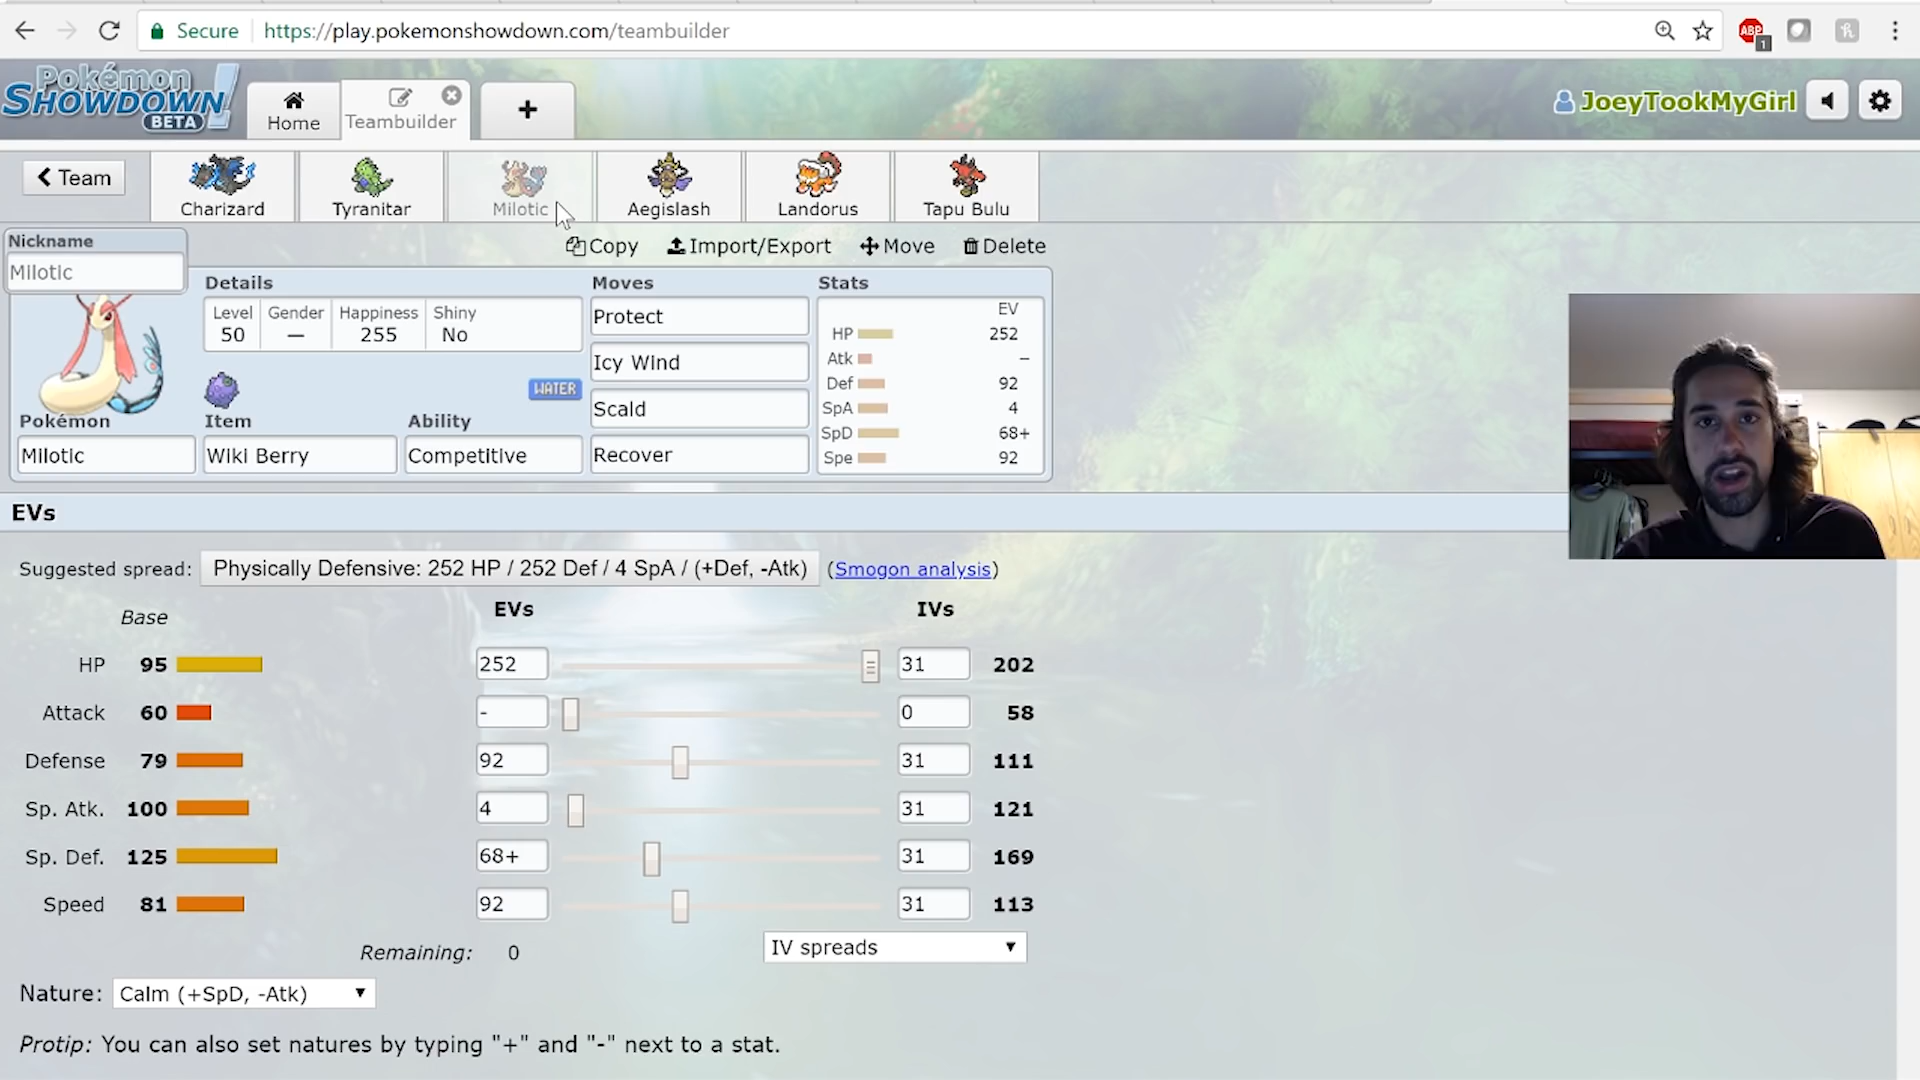 Secure https://play.pokemonshowdown.com/teambuilder
ABP 1
Pokémon
SHOWDOWN!
BETA
Home
Teambuilder
+
JoeyTookMyGirl
Team
Charizard
Tyranitar
Milotic
Aegislash
Landorus
Tapu Bulu
Copy Import/Export Move Delete
Nickname
Milotic
Details
Level Gender Happiness Shiny
50 — 255 No
WATER
Pokémon Item Ability
Milotic Wiki Berry Competitive
Moves
Protect
Icy Wind
Scald
Recover
Stats
EV
HP 252
Atk –
Def 92
SpA 4
SpD 68+
Spe 92
EVs
Suggested spread: Physically Defensive: 252 HP / 252 Def / 4 SpA / (+Def, -Atk) (Smogon analysis)
Base EVs IVs
HP 95 252 31 202
Attack 60 - 0 58
Defense 79 92 31 111
Sp. Atk. 100 4 31 121
Sp. Def. 125 68+ 31 169
Speed 81 92 31 113
Remaining: 0 IV spreads
Nature: Calm (+SpD, -Atk)
Protip: You can also set natures by typing "+" and "-" next to a stat.